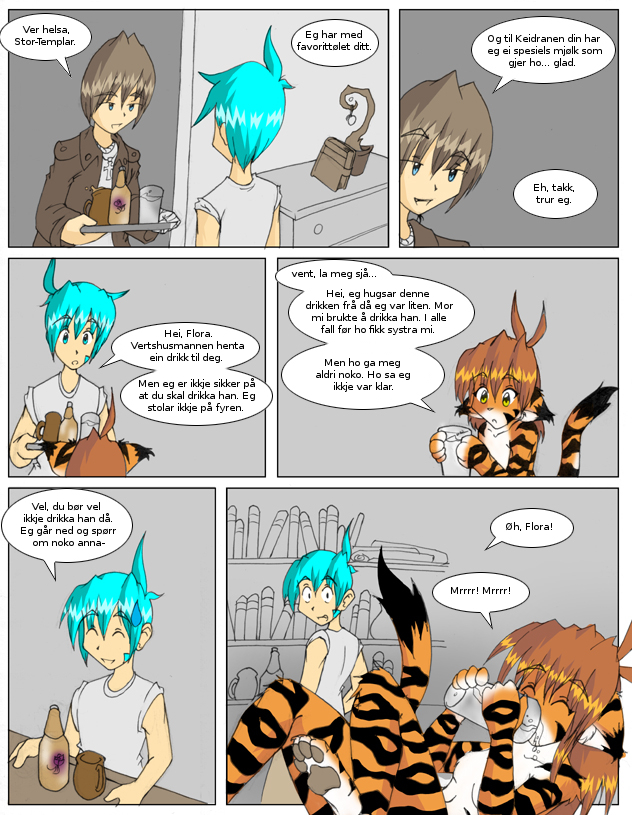 Ver helsa,
Stor-Templar.
Eg har med
favorittølet ditt.
Og til Keidranen din har
eg ei spesiels mjølk som
gjer ho... glad.
Eh, takk,
trur eg.
Hei, Flora.
Vertshusmannen henta
ein drikk til deg.
Men eg er ikkje sikker på
at du skal drikka han. Eg
stolar ikkje på fyren.
vent, la meg sjå...
Hei, eg hugsar denne
drikken frå då eg var liten. Mor
mi brukte å drikka han. I alle
fall før ho fikk systra mi.
Men ho ga meg
aldri noko. Ho sa eg
ikkje var klar.
Vel, du bør vel
ikkje drikka han då.
Eg går ned og spørr
om noko anna-
Øh, Flora!
Mrrrr! Mrrrr!